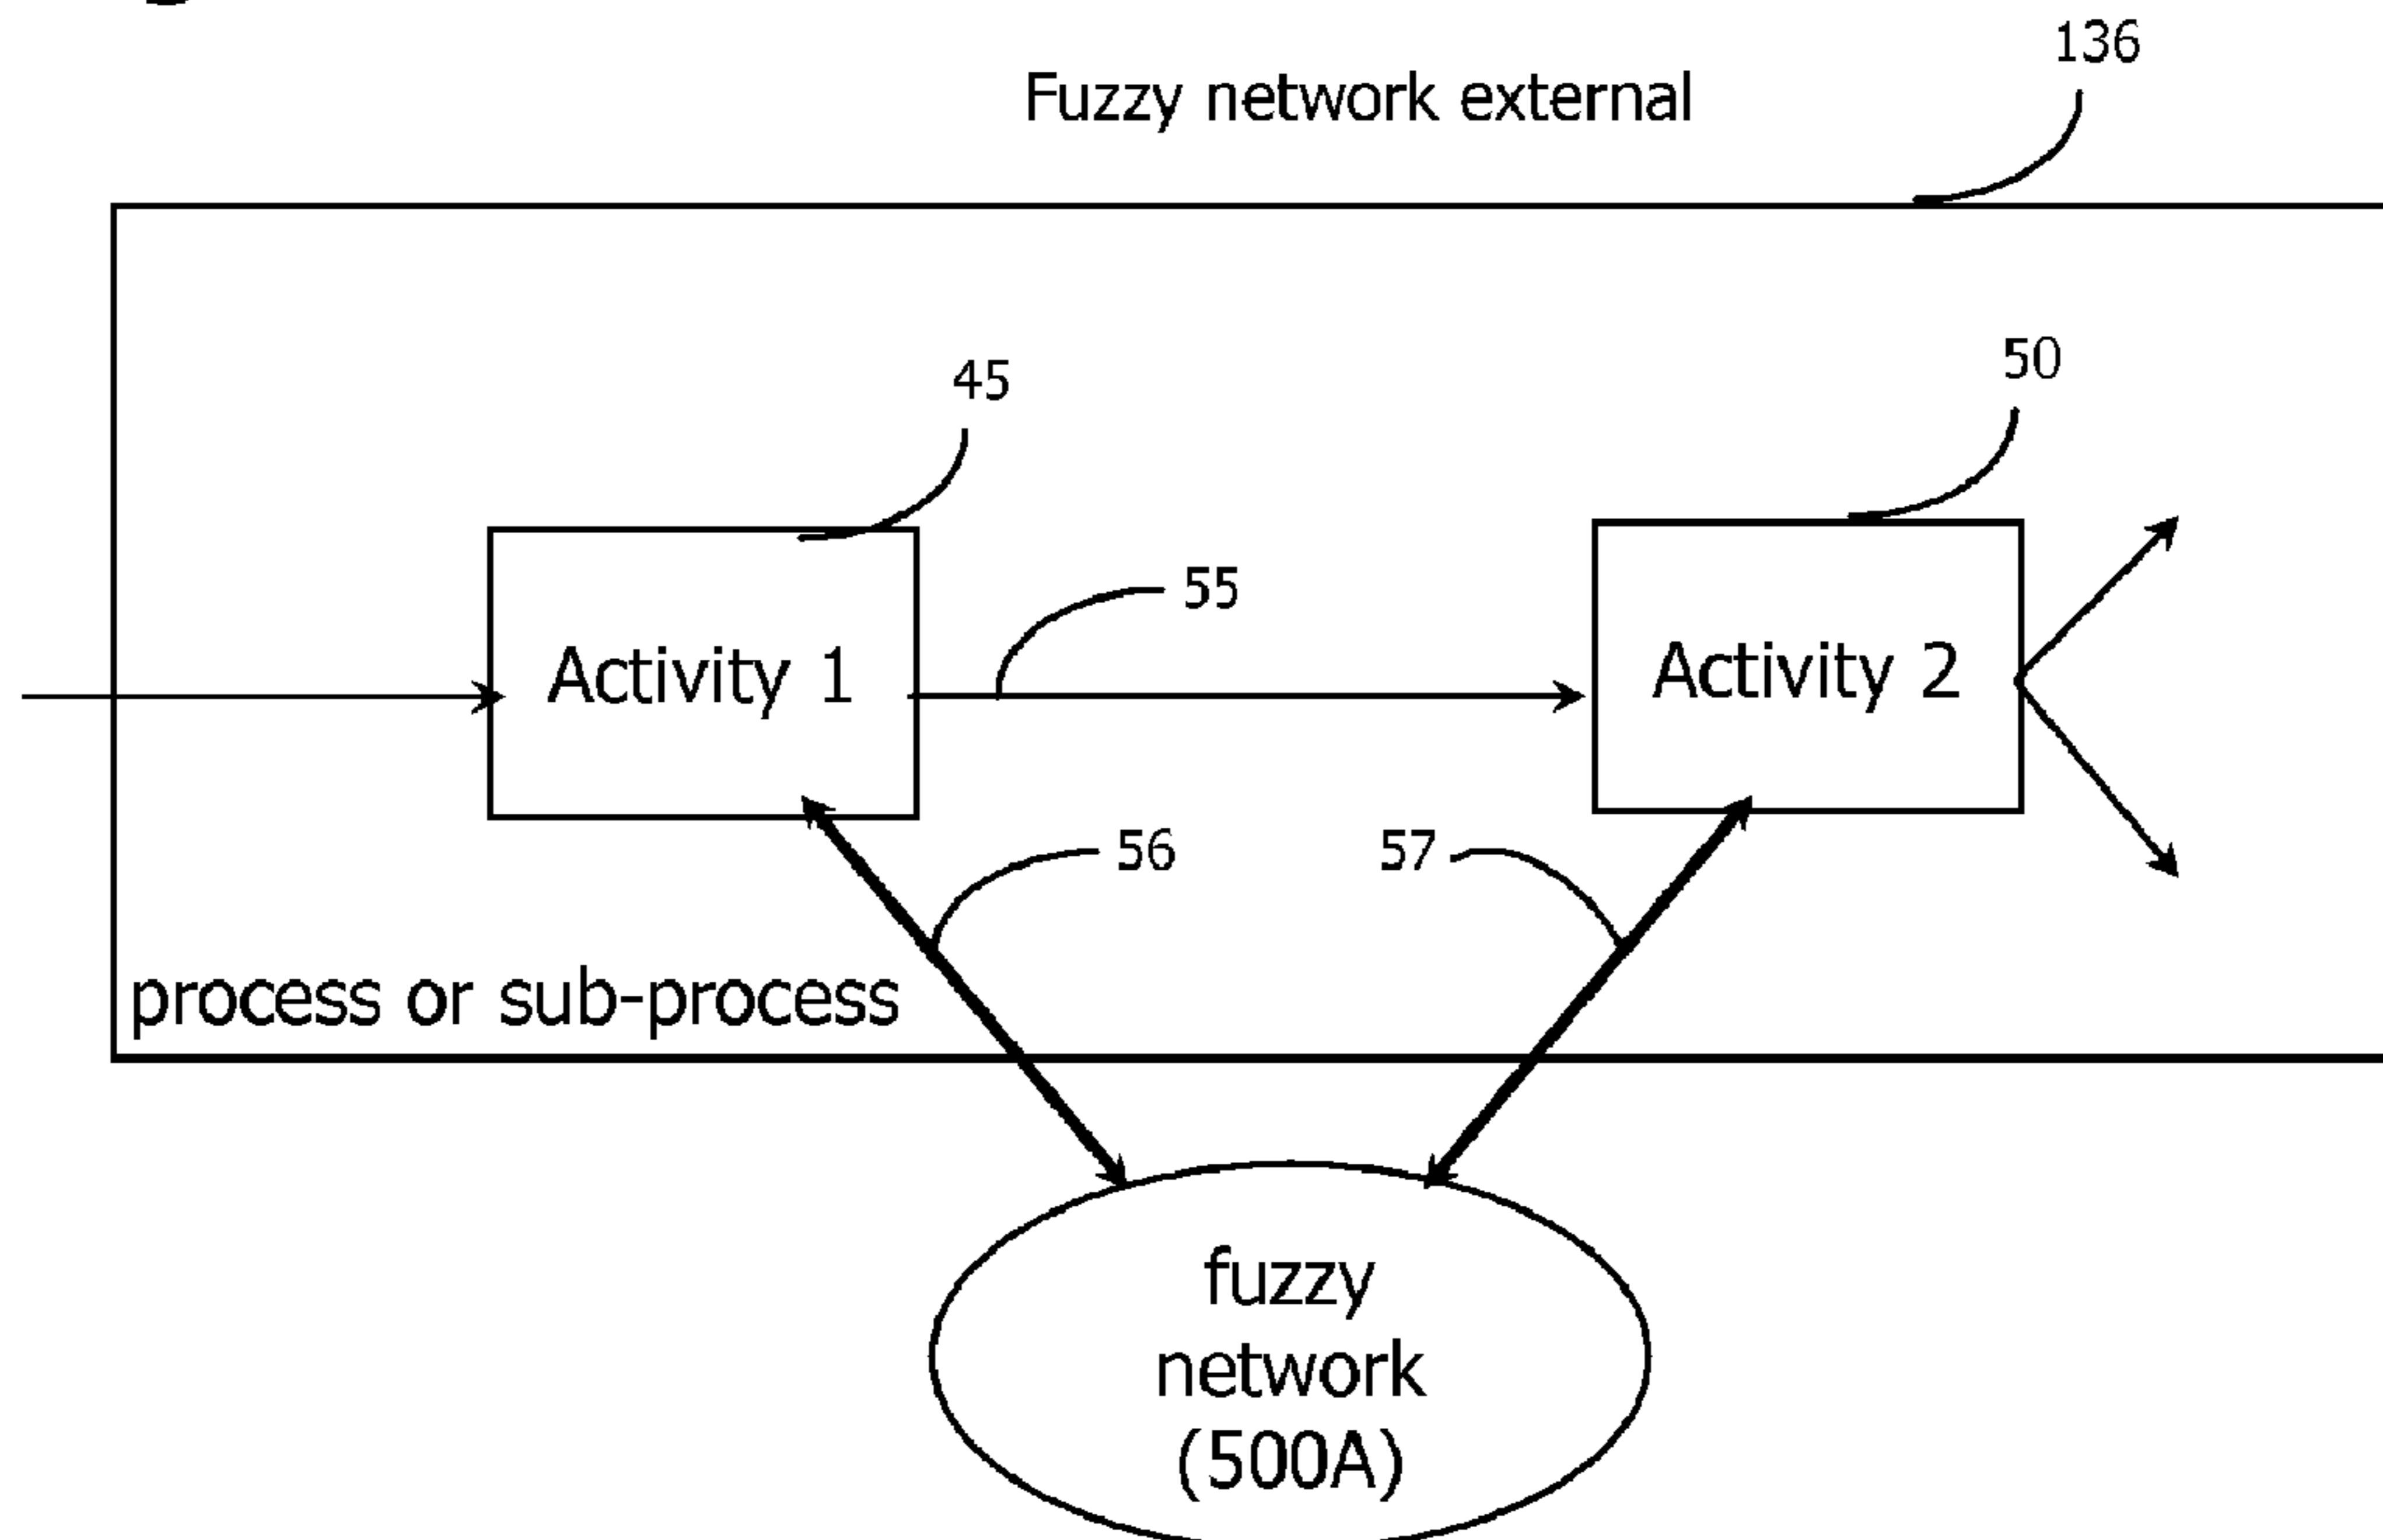 136
Fuzzy network external
45
50
55
Activity 1
Activity 2
56
57
process or sub-process
fuzzy
network
(500A)